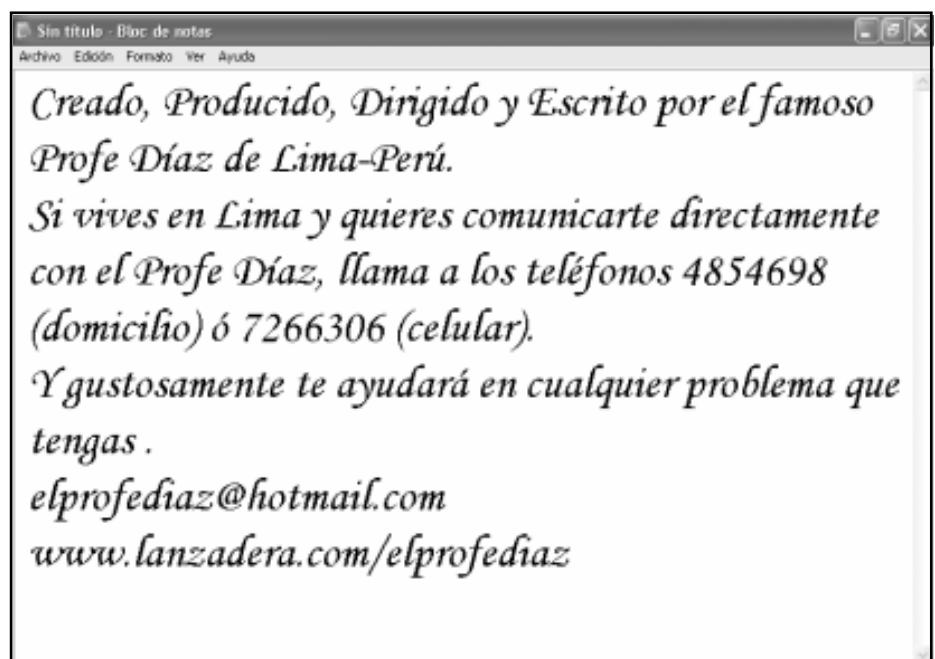 Sin título - Bloc de notas
Archivo Edición Formato Ver Ayuda
Creado, Producido, Dirigido y Escrito por el famoso
Profe Díaz de Lima-Perú.
Si vives en Lima y quieres comunicarte directamente
con el Profe Díaz, llama a los teléfonos 4854698
(domicilio) ó 7266306 (celular).
Y gustosamente te ayudará en cualquier problema que
tengas .
elprofediaz@hotmail.com
www.lanzadera.com/elprofediaz